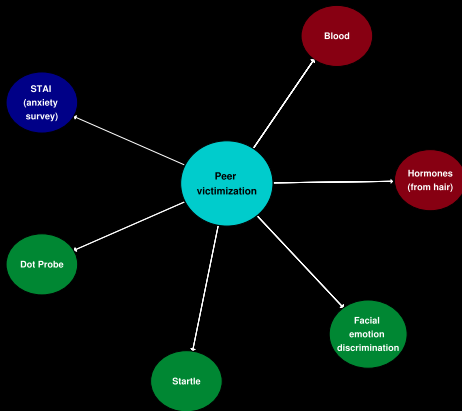 Blood
STAI
(anxiety
survey)
Peer
victimization
Hormones
(from hair)
Dot Probe
Facial
emotion
discrimination
Startle